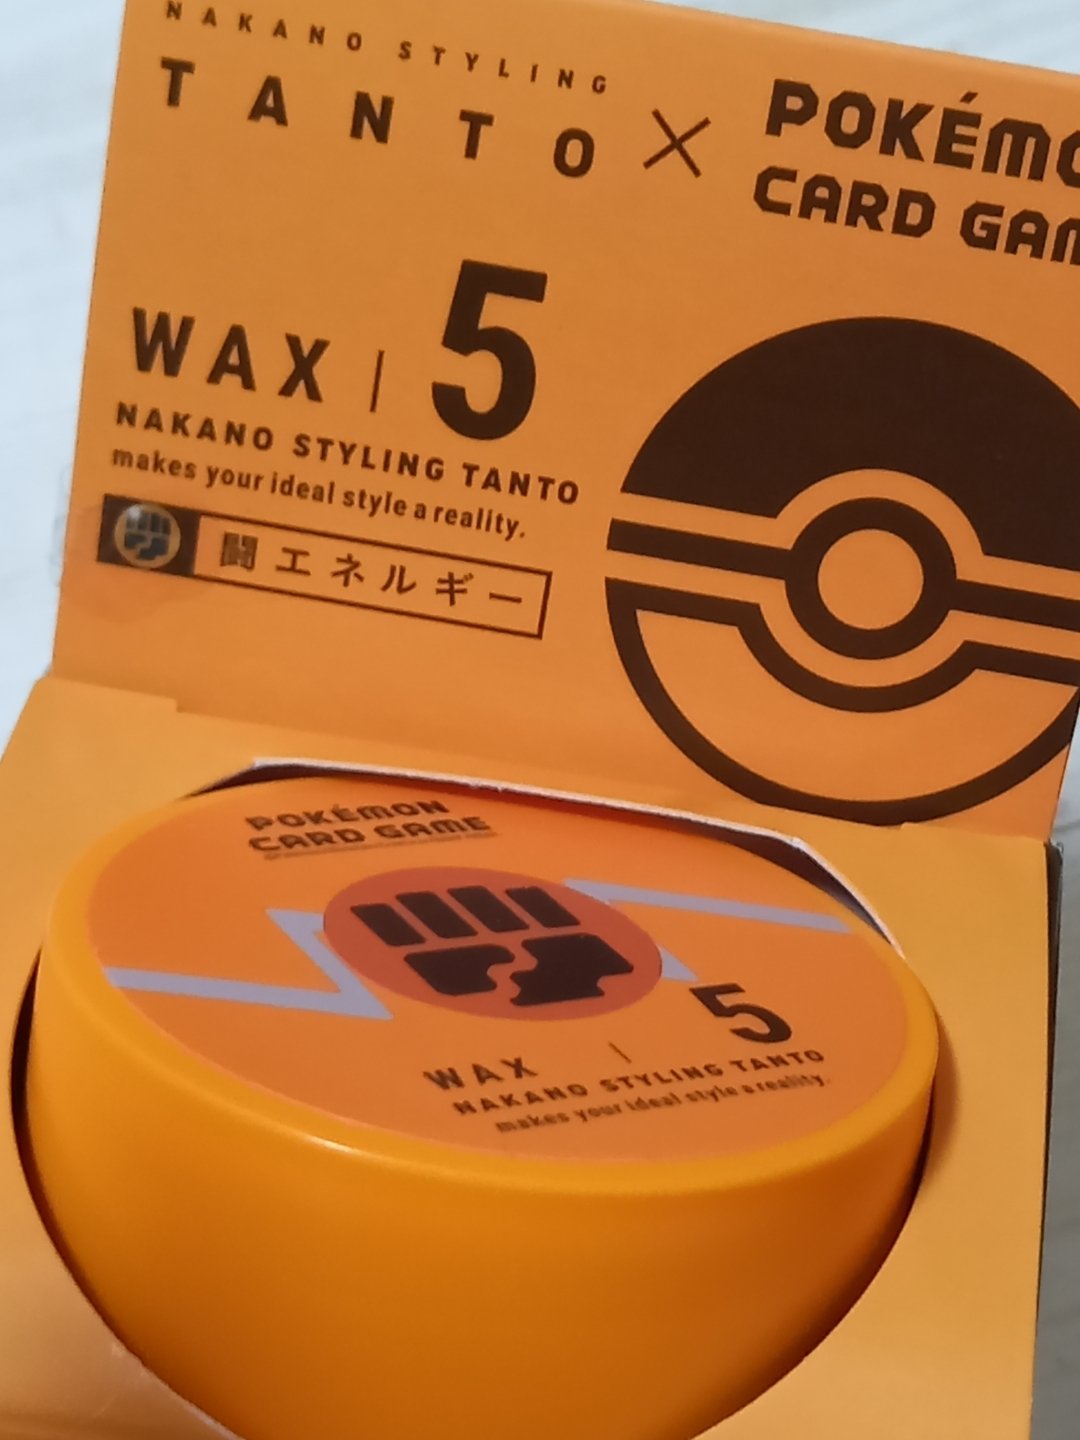 NAKANO STYLING
TANTO × POKÉMO
CARD GAM
WAX | 5
NAKANO STYLING TANTO
makes your ideal style a reality.
闘エネルギー
POKÉMON
CARD GAME
WAX | 5
NAKANO STYLING TANTO
makes your ideal style a reality.